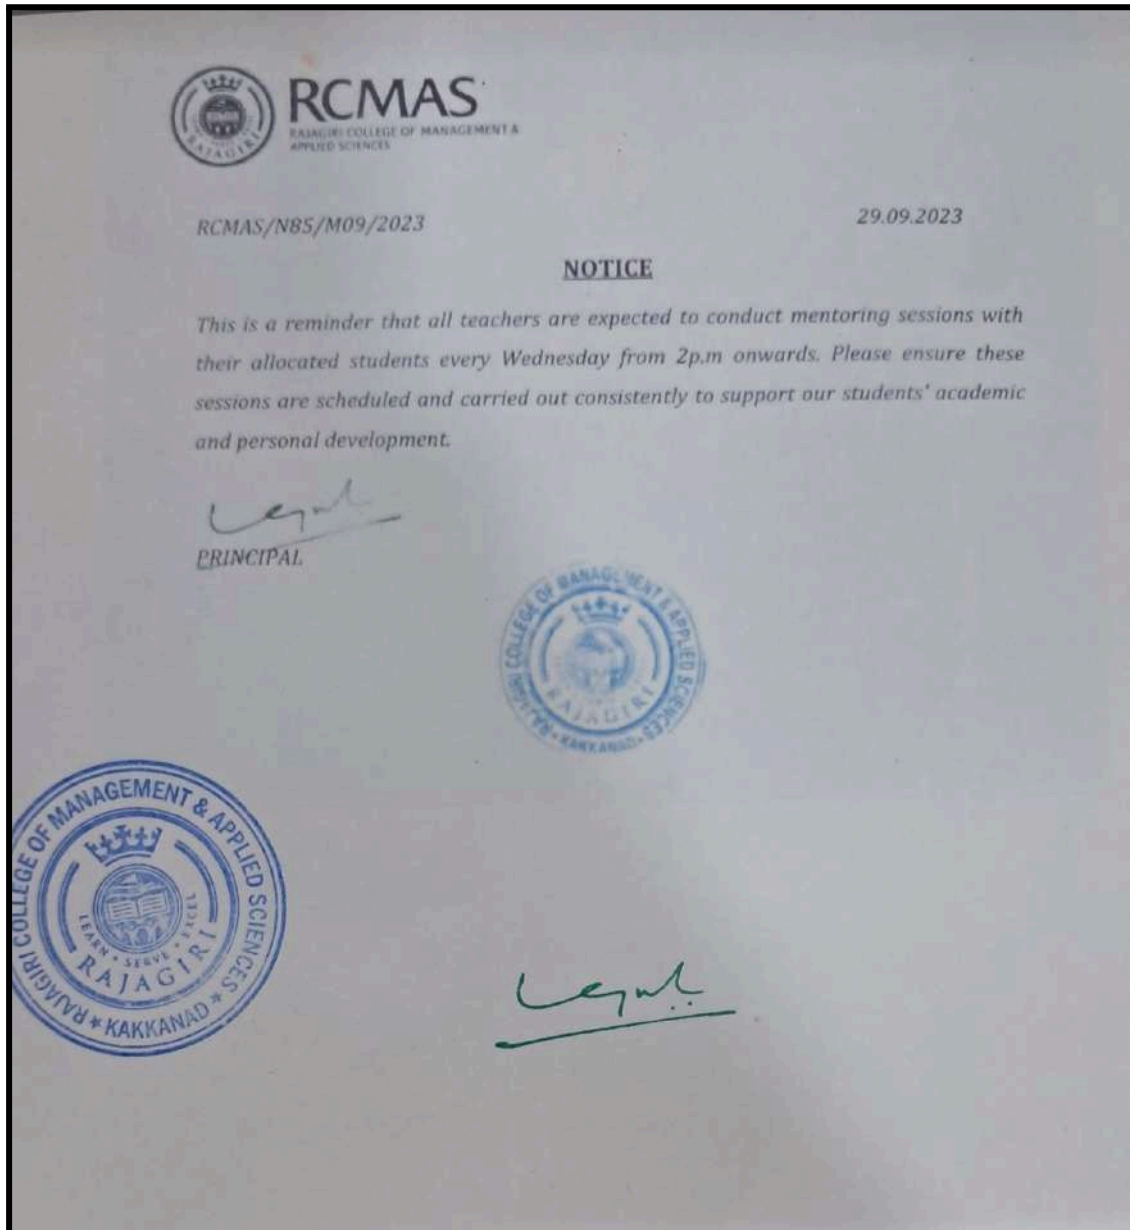 RCMAS
RAJAGIRI COLLEGE OF MANAGEMENT &
APPLIED SCIENCES
RAJAGIRI
RCMAS/N85/M09/2023
29.09.2023
NOTICE
This is a reminder that all teachers are expected to conduct mentoring sessions with
their allocated students every Wednesday from 2p.m onwards. Please ensure these
sessions are scheduled and carried out consistently to support our students' academic
and personal development.
PRINCIPAL
RAJAGIRI COLLEGE OF MANAGEMENT & APPLIED SCIENCES
KAKKANAD
RAJAGIRI
RAJAGIRI COLLEGE OF MANAGEMENT & APPLIED SCIENCES
* KAKKANAD *
LEARN • SERVE • EXCEL
RAJAGIRI